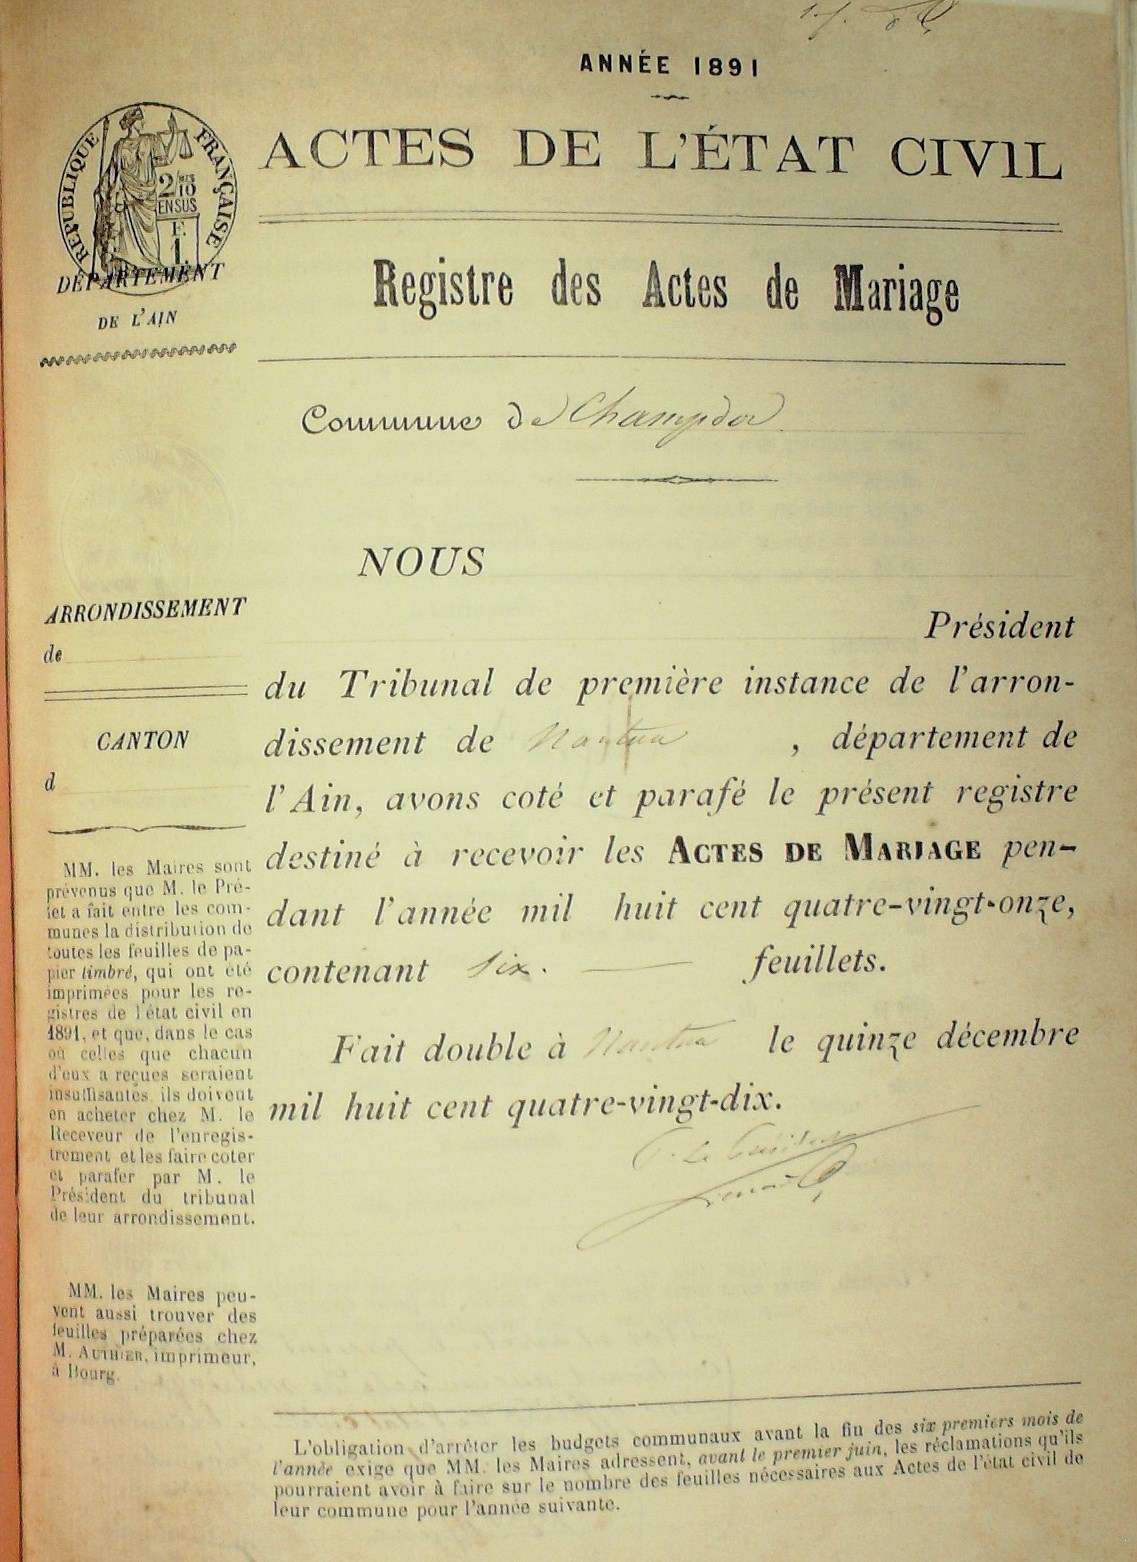 ANNÉE 1891
ACTES DE L'ÉTAT CIVIL
RÉPUBLIQUE FRANÇAISE
2/10
EN SUS
F.
1
DÉPARTEMENT
DE L'AIN
Registre des Actes de Mariage
Commune de Champdor
NOUS
ARRONDISSEMENT
de
CANTON
d
Président
du Tribunal de première instance de l'arron-
dissement de Nantua , département de
l'Ain, avons coté et parafé le présent registre
destiné à recevoir les ACTES DE MARIAGE pen-
dant l'année mil huit cent quatre-vingt-onze,
contenant six. — feuillets.
Fait double à Nantua le quinze décembre
mil huit cent quatre-vingt-dix.
MM. les Maires sont
prévenus que M. le Pré-
fet a fait entre les com-
munes la distribution de
toutes les feuilles de pa-
pier timbré, qui ont été
imprimées pour les re-
gistres de l'état civil en
1891, et que, dans le cas
où celles que chacun
d'eux a reçues seraient
insuffisantes, ils doivent
en acheter chez M. le
Receveur de l'enregis-
trement et les faire coter
et parafer par M. le
Président du tribunal
de leur arrondissement.
MM. les Maires peu-
vent aussi trouver des
feuilles préparées chez
M. AUTHIER, imprimeur,
à Bourg.
L'obligation d'arrêter les budgets communaux avant la fin des six premiers mois de
l'année exige que MM. les Maires adressent, avant le premier juin, les réclamations qu'ils
pourraient avoir à faire sur le nombre des feuilles nécessaires aux Actes de l'état civil de
leur commune pour l'année suivante.